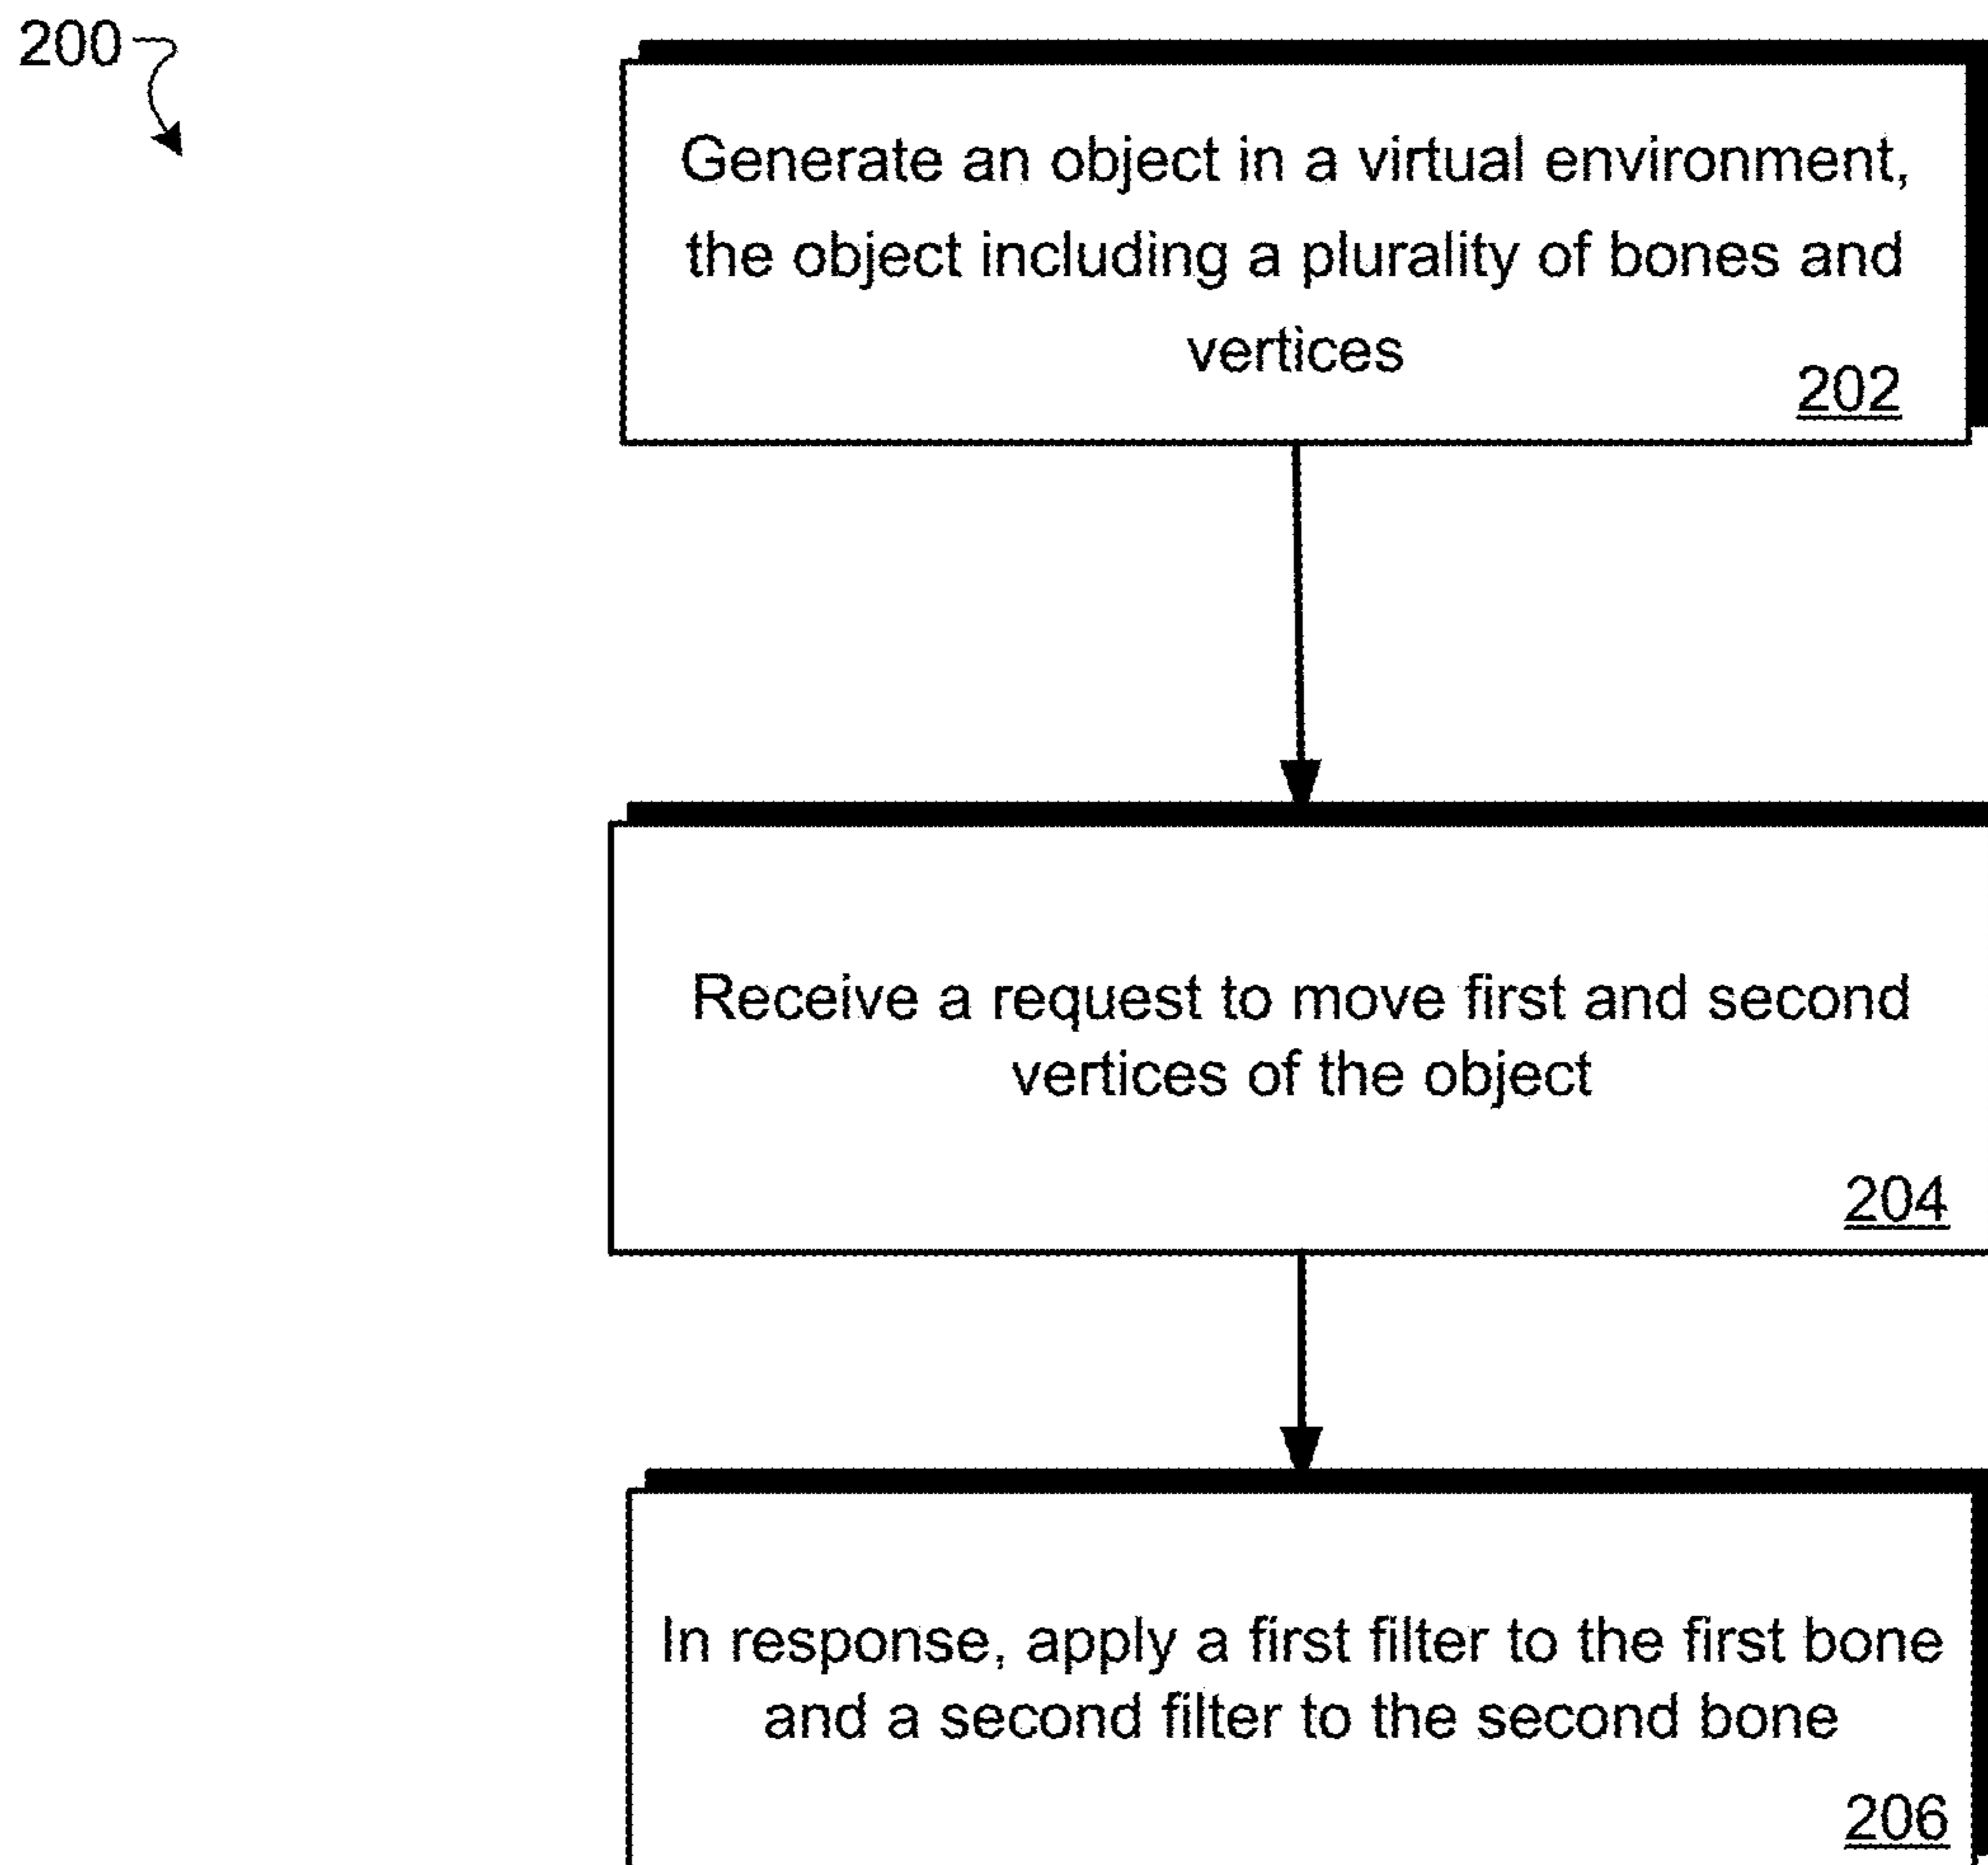 200
Generate an object in a virtual environment,
the object including a plurality of bones and
vertices
202
Receive a request to move first and second
vertices of the object
204
In response, apply a first filter to the first bone
and a second filter to the second bone
206